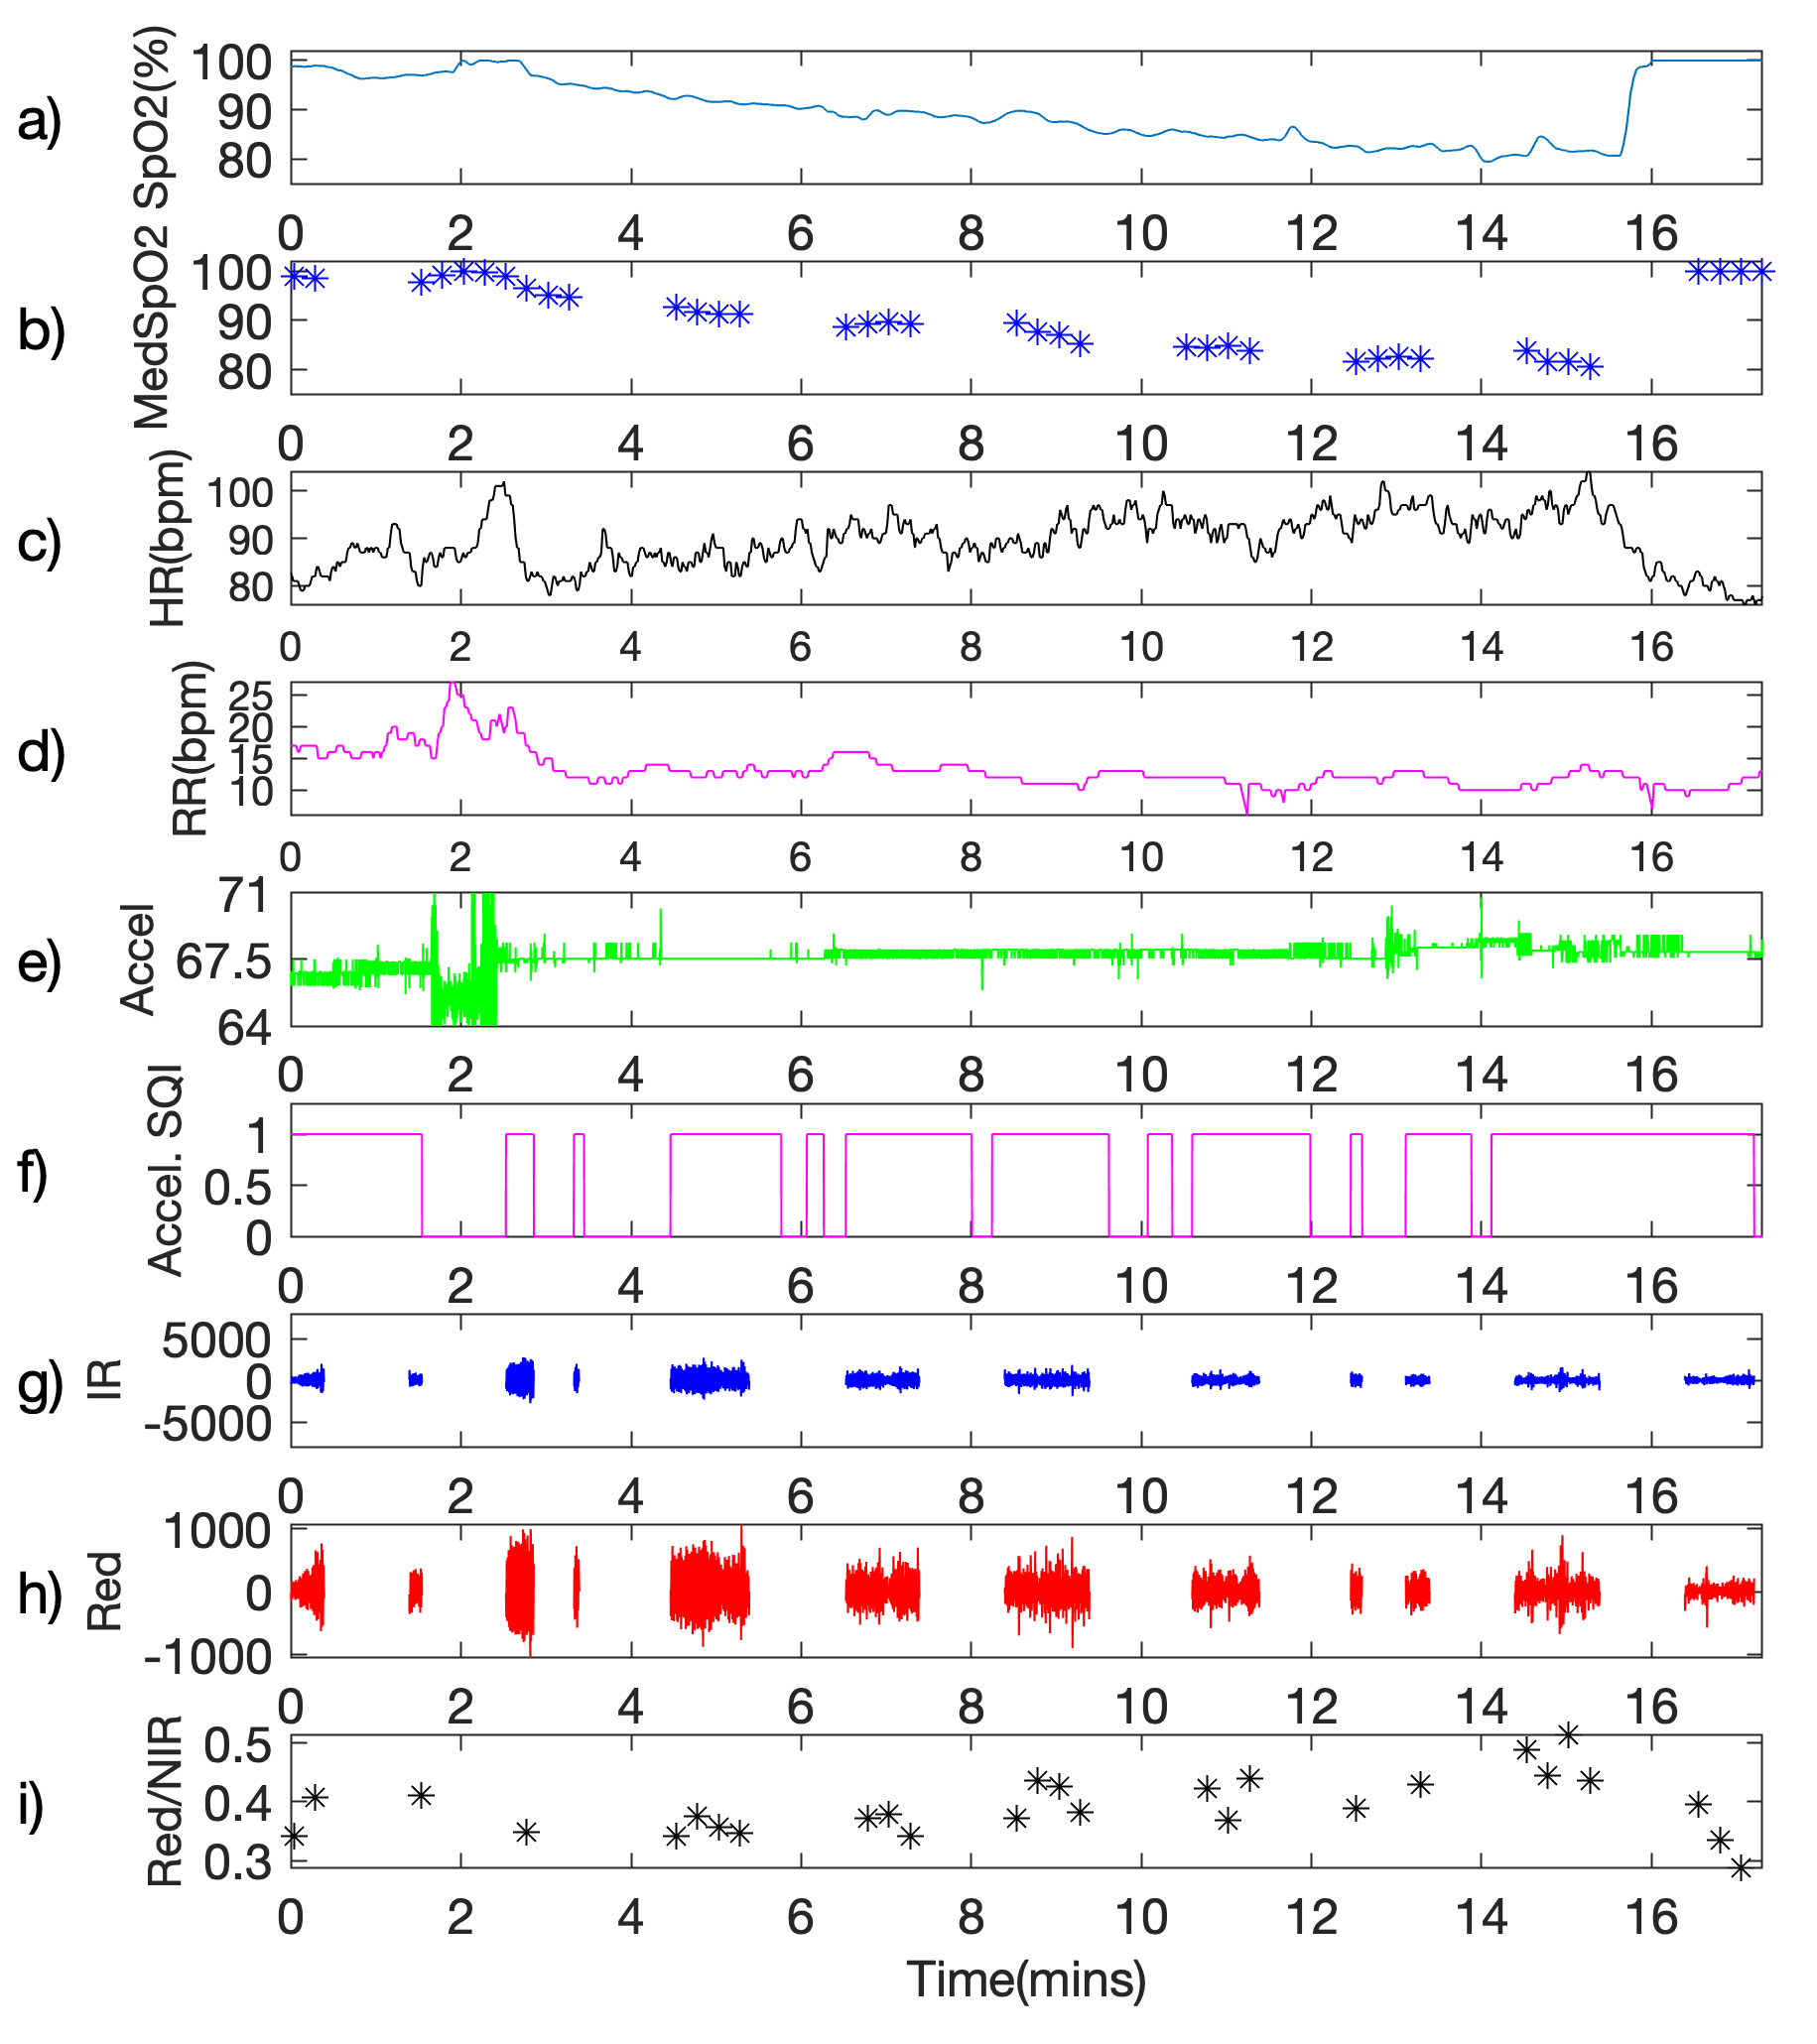 a)
SpO2(%)
100
90
80
0 2 4 6 8 10 12 14 16
b)
MedSpO2
100
90
80
0 2 4 6 8 10 12 14 16
c)
HR(bpm)
100
90
80
0 2 4 6 8 10 12 14 16
d)
RR(bpm)
25
20
15
10
0 2 4 6 8 10 12 14 16
e)
Accel
71
67.5
64
0 2 4 6 8 10 12 14 16
f)
Accel. SQI
1
0.5
0
0 2 4 6 8 10 12 14 16
g)
IR
5000
0
-5000
0 2 4 6 8 10 12 14 16
h)
Red
1000
0
-1000
0 2 4 6 8 10 12 14 16
i)
Red/NIR
0.5
0.4
0.3
0 2 4 6 8 10 12 14 16
Time(mins)